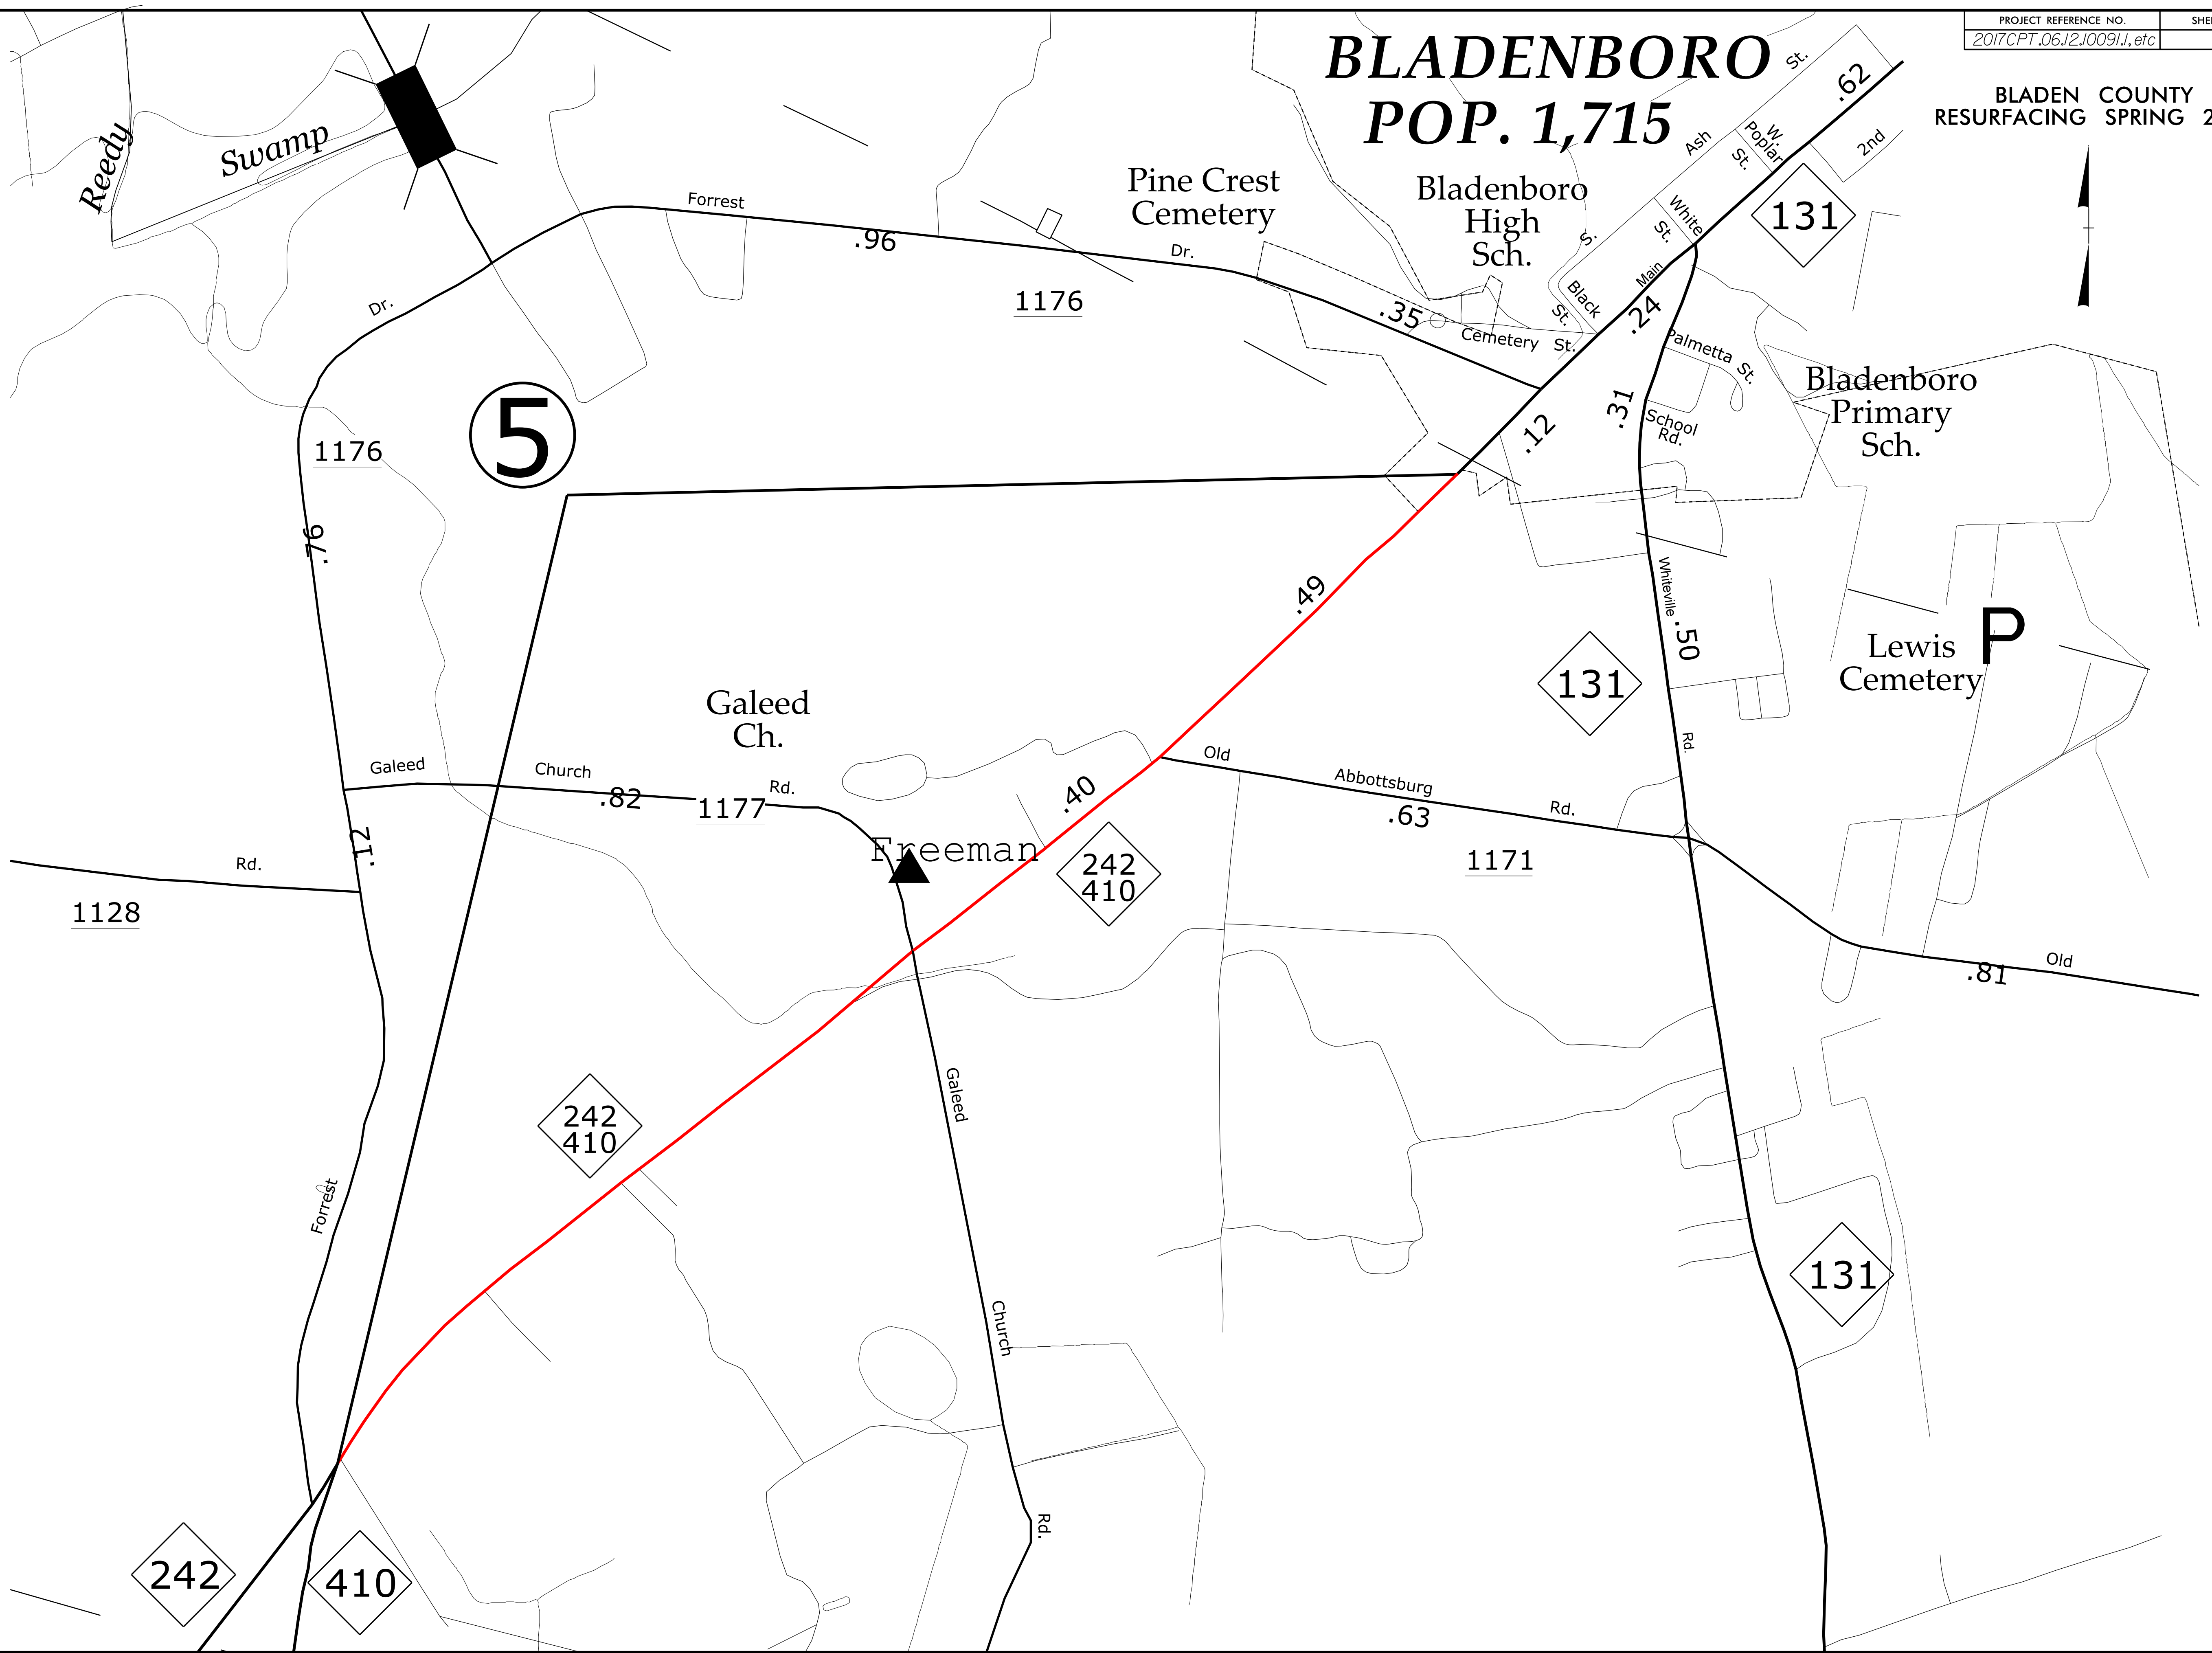 PROJECT REFERENCE NO.
SHE
2017CPT.06.12.10091.1, etc
BLADENBORO
POP. 1,715
BLADEN COUNTY
RESURFACING SPRING 2
St.
.62
Ash
W.
Poplar
St.
2nd
131
White
St.
S.
Main
.24
Black
St.
Reedy
Swamp
Forrest
.96
Dr.
Pine Crest
Cemetery
Bladenboro
High
Sch.
1176
.35
Cemetery St.
Palmetta St.
Bladenboro
Primary
Sch.
Dr.
5
1176
.12
.31
School
Rd.
.76
.49
Whiteville
.50
131
Lewis
Cemetery
P
Galeed
Ch.
Rd.
Galeed
Church
.82
1177
Rd.
.40
Old
Abbottsburg
.63
Rd.
1171
.12
Rd.
1128
Freeman
242
410
.81
Old
242
410
Galeed
Forrest
131
Church
Rd.
242
410